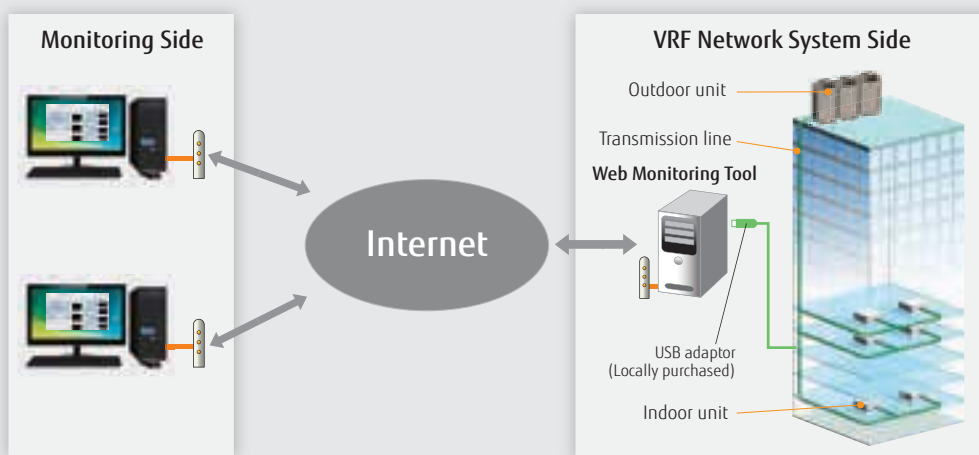 Monitoring Side
VRF Network System Side
Outdoor unit
Transmission line
Web Monitoring Tool
Internet
USB adaptor
(Locally purchased)
Indoor unit